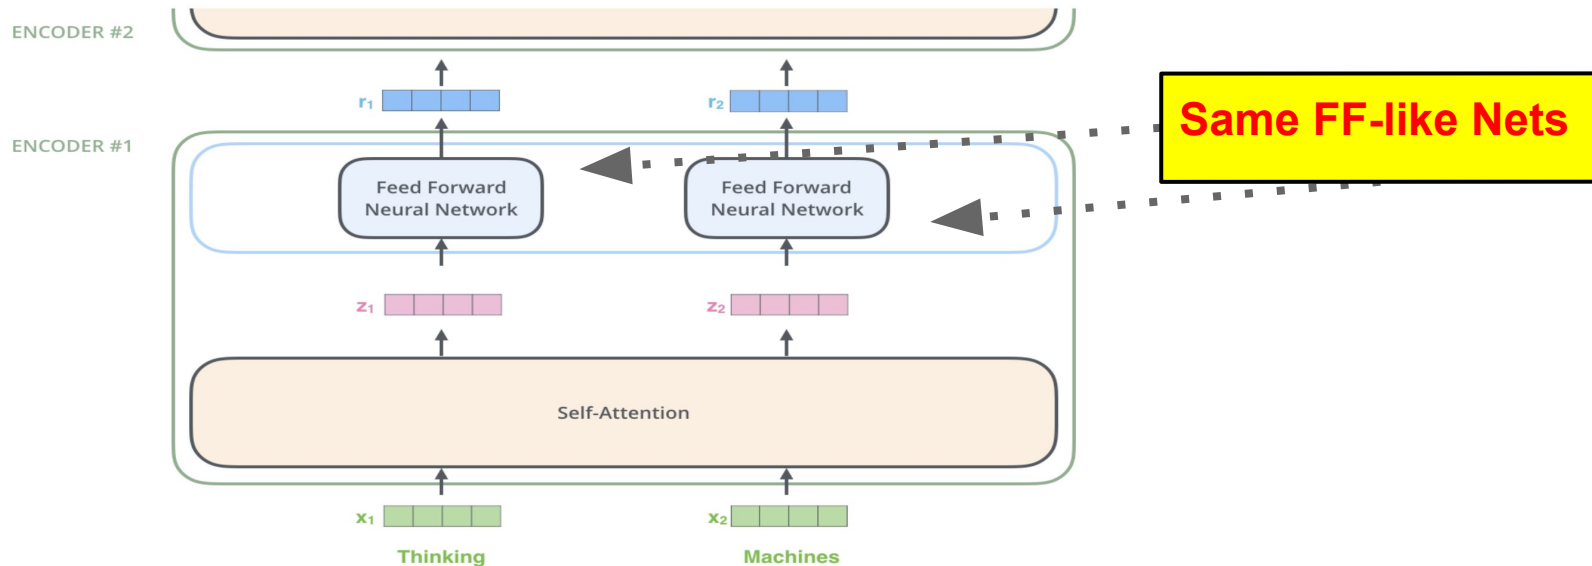 ENCODER #2
r₁
r₂
Same FF-like Nets
ENCODER #1
Feed Forward
Neural Network
Feed Forward
Neural Network
z₁
z₂
Self-Attention
x₁
x₂
Thinking
Machines